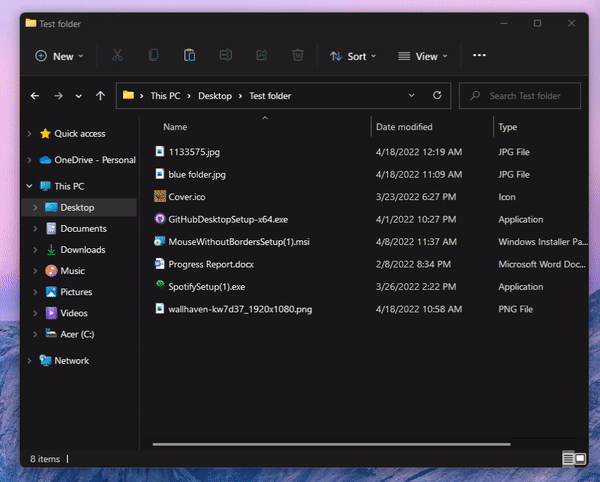 Test folder
New Sort View
This PC Desktop Test folder Search Test folder
Name Date modified Type
Quick access
OneDrive - Personal
This PC
Desktop
Documents
Downloads
Music
Pictures
Videos
Acer (C:)
Network
1133575.jpg 4/18/2022 12:19 AM JPG File
blue folder.jpg 4/18/2022 11:09 AM JPG File
Cover.ico 3/23/2022 6:27 PM Icon
GitHubDesktopSetup-x64.exe 4/1/2022 10:27 PM Application
MouseWithoutBordersSetup(1).msi 4/8/2022 11:37 AM Windows Installer Pa...
Progress Report.docx 2/8/2022 8:34 PM Microsoft Word Doc...
SpotifySetup(1).exe 3/26/2022 2:22 PM Application
wallhaven-kw7d37_1920x1080.png 4/18/2022 10:58 AM PNG File
8 items